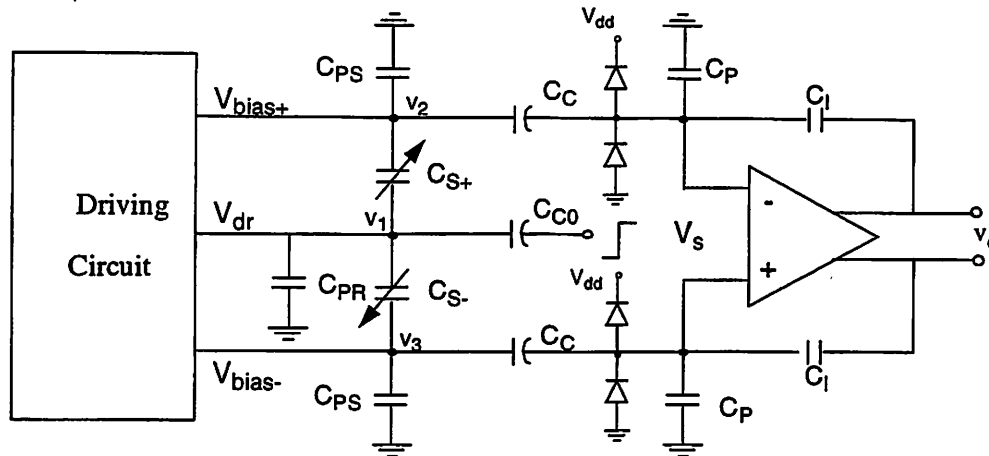 V_dd
C_PS
C_P
C_C
C_I
V_bias+
v_2
C_S+
Driving
Circuit
V_dr
v_1
C_C0
V_s
-
+
C_PR
C_S-
V_dd
v_3
C_C
C_I
V_bias-
C_PS
C_P